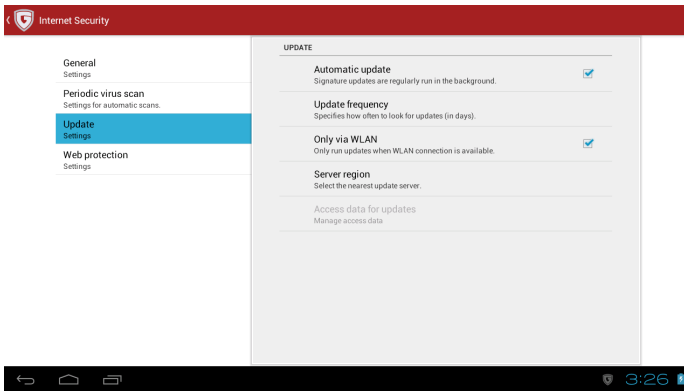 Internet Security
General
Settings
Periodic virus scan
Settings for automatic scans.
Update
Settings
Web protection
Settings
UPDATE
Automatic update
Signature updates are regularly run in the background.
Update frequency
Specifies how often to look for updates (in days).
Only via WLAN
Only run updates when WLAN connection is available.
Server region
Select the nearest update server.
Access data for updates
Manage access data
3:26